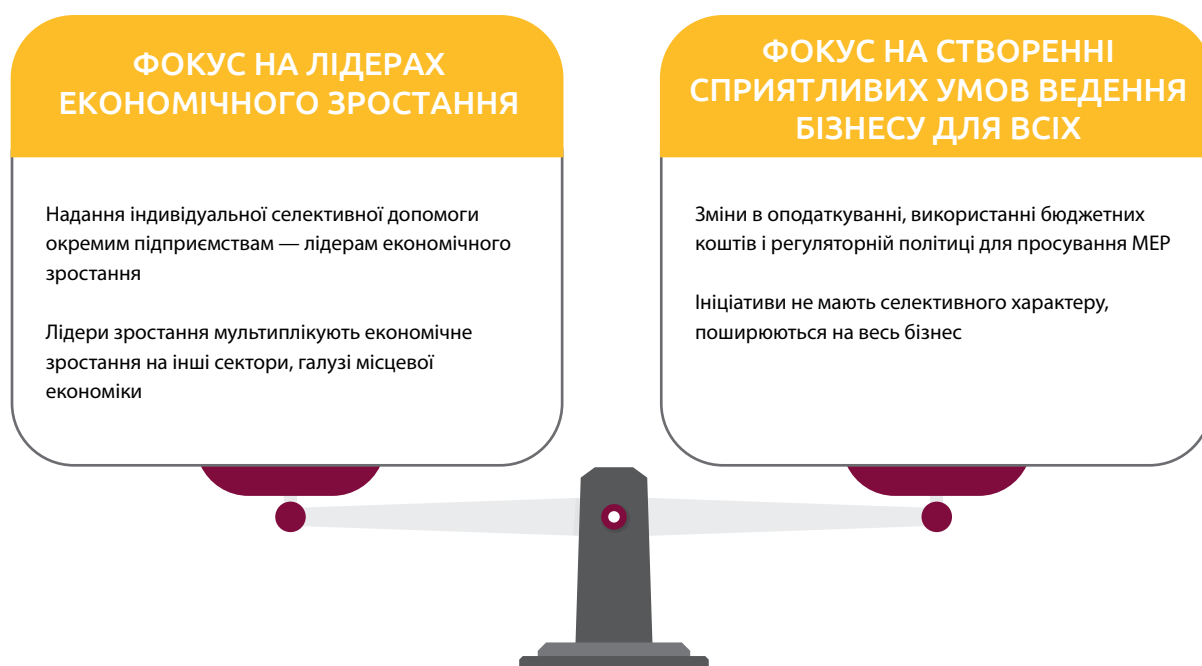 ФОКУС НА ЛІДЕРАХ
ЕКОНОМІЧНОГО ЗРОСТАННЯ
Надання індивідуальної селективної допомоги
окремим підприємствам — лідерам економічного
зростання
Лідери зростання мультиплікують економічне
зростання на інші сектори, галузі місцевої
економіки
ФОКУС НА СТВОРЕННІ
СПРИЯТЛИВИХ УМОВ ВЕДЕННЯ
БІЗНЕСУ ДЛЯ ВСІХ
Зміни в оподаткуванні, використанні бюджетних
коштів і регуляторній політиці для просування МЕР
Ініціативи не мають селективного характеру,
поширюються на весь бізнес